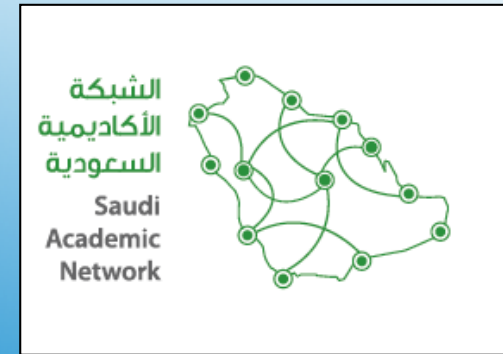 الشبكة
الأكاديمية
السعودية
Saudi
Academic
Network